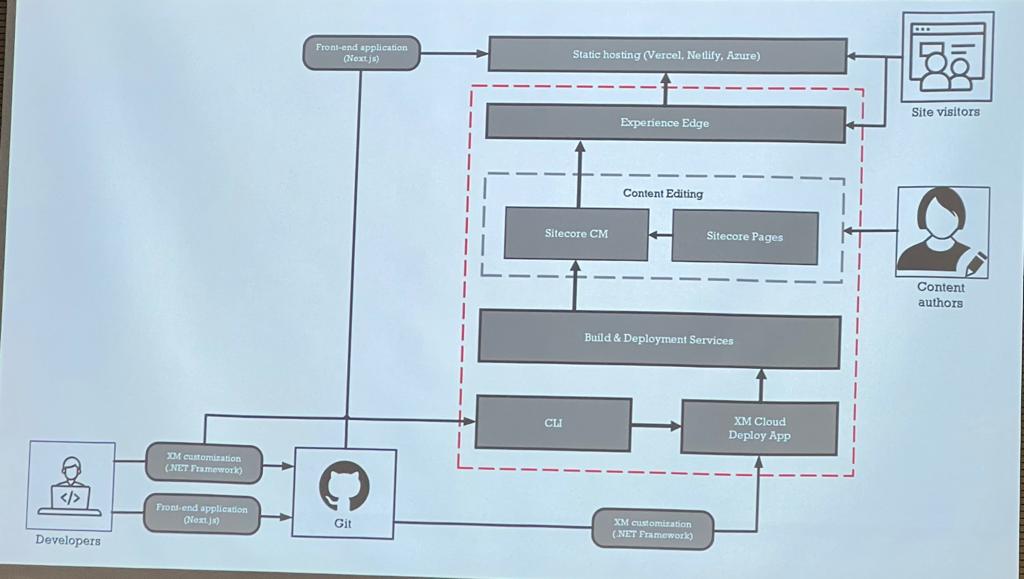 Front-end application
(Next.js)
Static hosting (Vercel, Netlify, Azure)
Site visitors
Experience Edge
Content Editing
Sitecore CM
Sitecore Pages
Content
authors
Build & Deployment Services
CLI
XM Cloud
Deploy App
XM customization
(.NET Framework)
</>
Front-end application
(Next.js)
Developers
Git
XM customization
(.NET Framework)